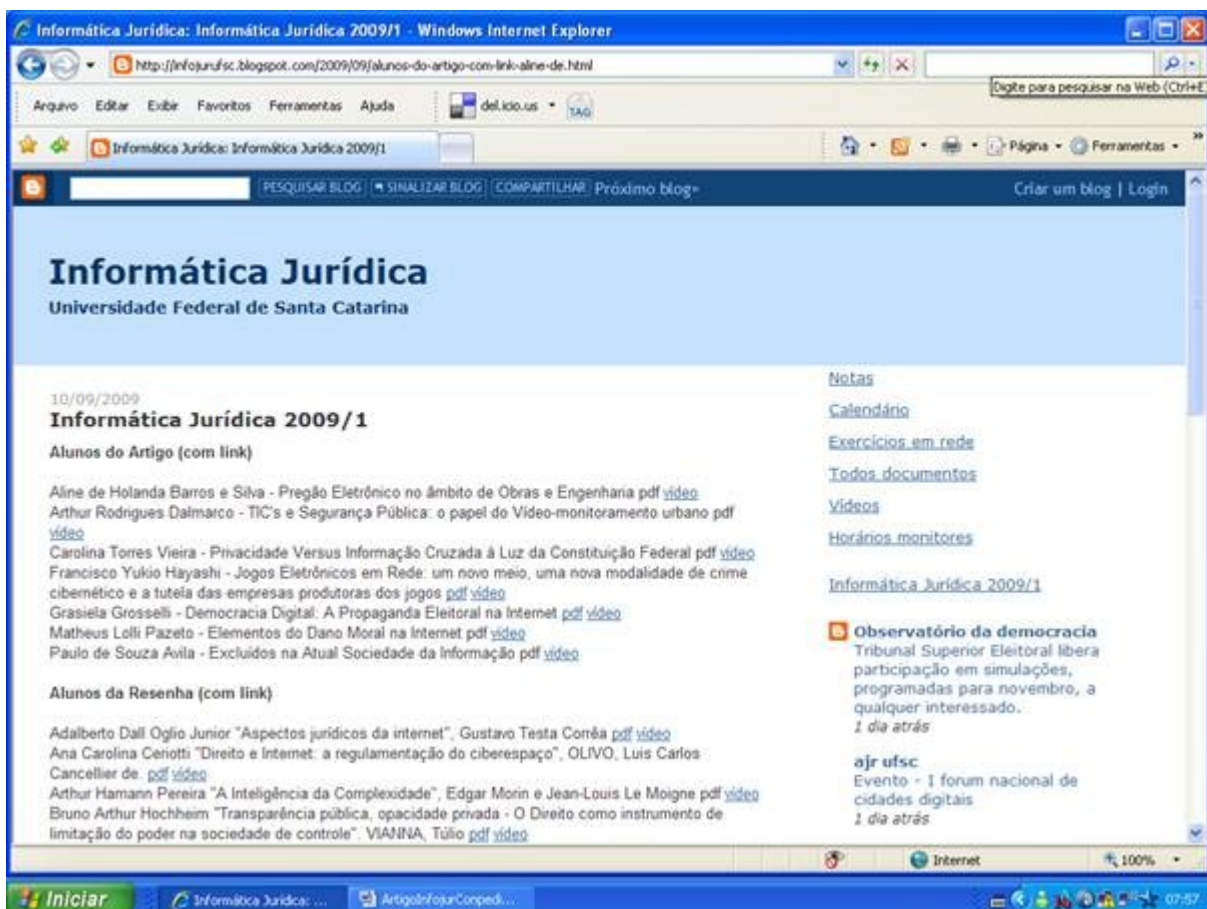 Informática Jurídica: Informática Jurídica 2009/1 - Windows Internet Explorer
http://infojurufsc.blogspot.com/2009/09/alunos-do-artigo-com-link-aline-de.html
Digite para pesquisar na Web (Ctrl+E
Arquivo Editar Exibir Favoritos Ferramentas Ajuda del.icio.us TAG
Informática Jurídica: Informática Jurídica 2009/1 Página Ferramentas »
PESQUISAR BLOG SINALIZAR BLOG COMPARTILHAR Próximo blog» Criar um blog | Login
Informática Jurídica
Universidade Federal de Santa Catarina
10/09/2009
Informática Jurídica 2009/1
Alunos do Artigo (com link)
Aline de Holanda Barros e Silva - Pregão Eletrônico no âmbito de Obras e Engenharia pdf vídeo
Arthur Rodrigues Dalmarco - TIC's e Segurança Pública: o papel do Vídeo-monitoramento urbano pdf
vídeo
Carolina Torres Vieira - Privacidade Versus Informação Cruzada á Luz da Constituição Federal pdf vídeo
Francisco Yukio Hayashi - Jogos Eletrônicos em Rede: um novo meio, uma nova modalidade de crime
cibernético e a tutela das empresas produtoras dos jogos pdf vídeo
Grasiela Grosselli - Democracia Digital: A Propaganda Eleitoral na Internet pdf vídeo
Matheus Lolli Pazeto - Elementos do Dano Moral na Internet pdf vídeo
Paulo de Souza Avila - Excluídos na Atual Sociedade da Informação pdf vídeo
Alunos da Resenha (com link)
Adalberto Dall Oglio Junior "Aspectos jurídicos da internet", Gustavo Testa Corrêa pdf vídeo
Ana Carolina Ceriotti "Direito e Internet: a regulamentação do ciberespaço", OLIVO, Luis Carlos
Cancellier de. pdf vídeo
Arthur Hamann Pereira "A Inteligência da Complexidade", Edgar Morin e Jean-Louis Le Moigne pdf vídeo
Bruno Arthur Hochheim "Transparência pública, opacidade privada - O Direito como instrumento de
limitação do poder na sociedade de controle". VIANNA, Túlio pdf vídeo
Notas
Calendário
Exercícios em rede
Todos documentos
Vídeos
Horários monitores
Informática Jurídica 2009/1
Observatório da democracia
Tribunal Superior Eleitoral libera
participação em simulações,
programadas para novembro, a
qualquer interessado.
1 dia atrás
ajr ufsc
Evento - I forum nacional de
cidades digitais
1 dia atrás
Internet 100%
Iniciar Informática Jurídica: ... ArtigoInfojurConpedi... 07:57